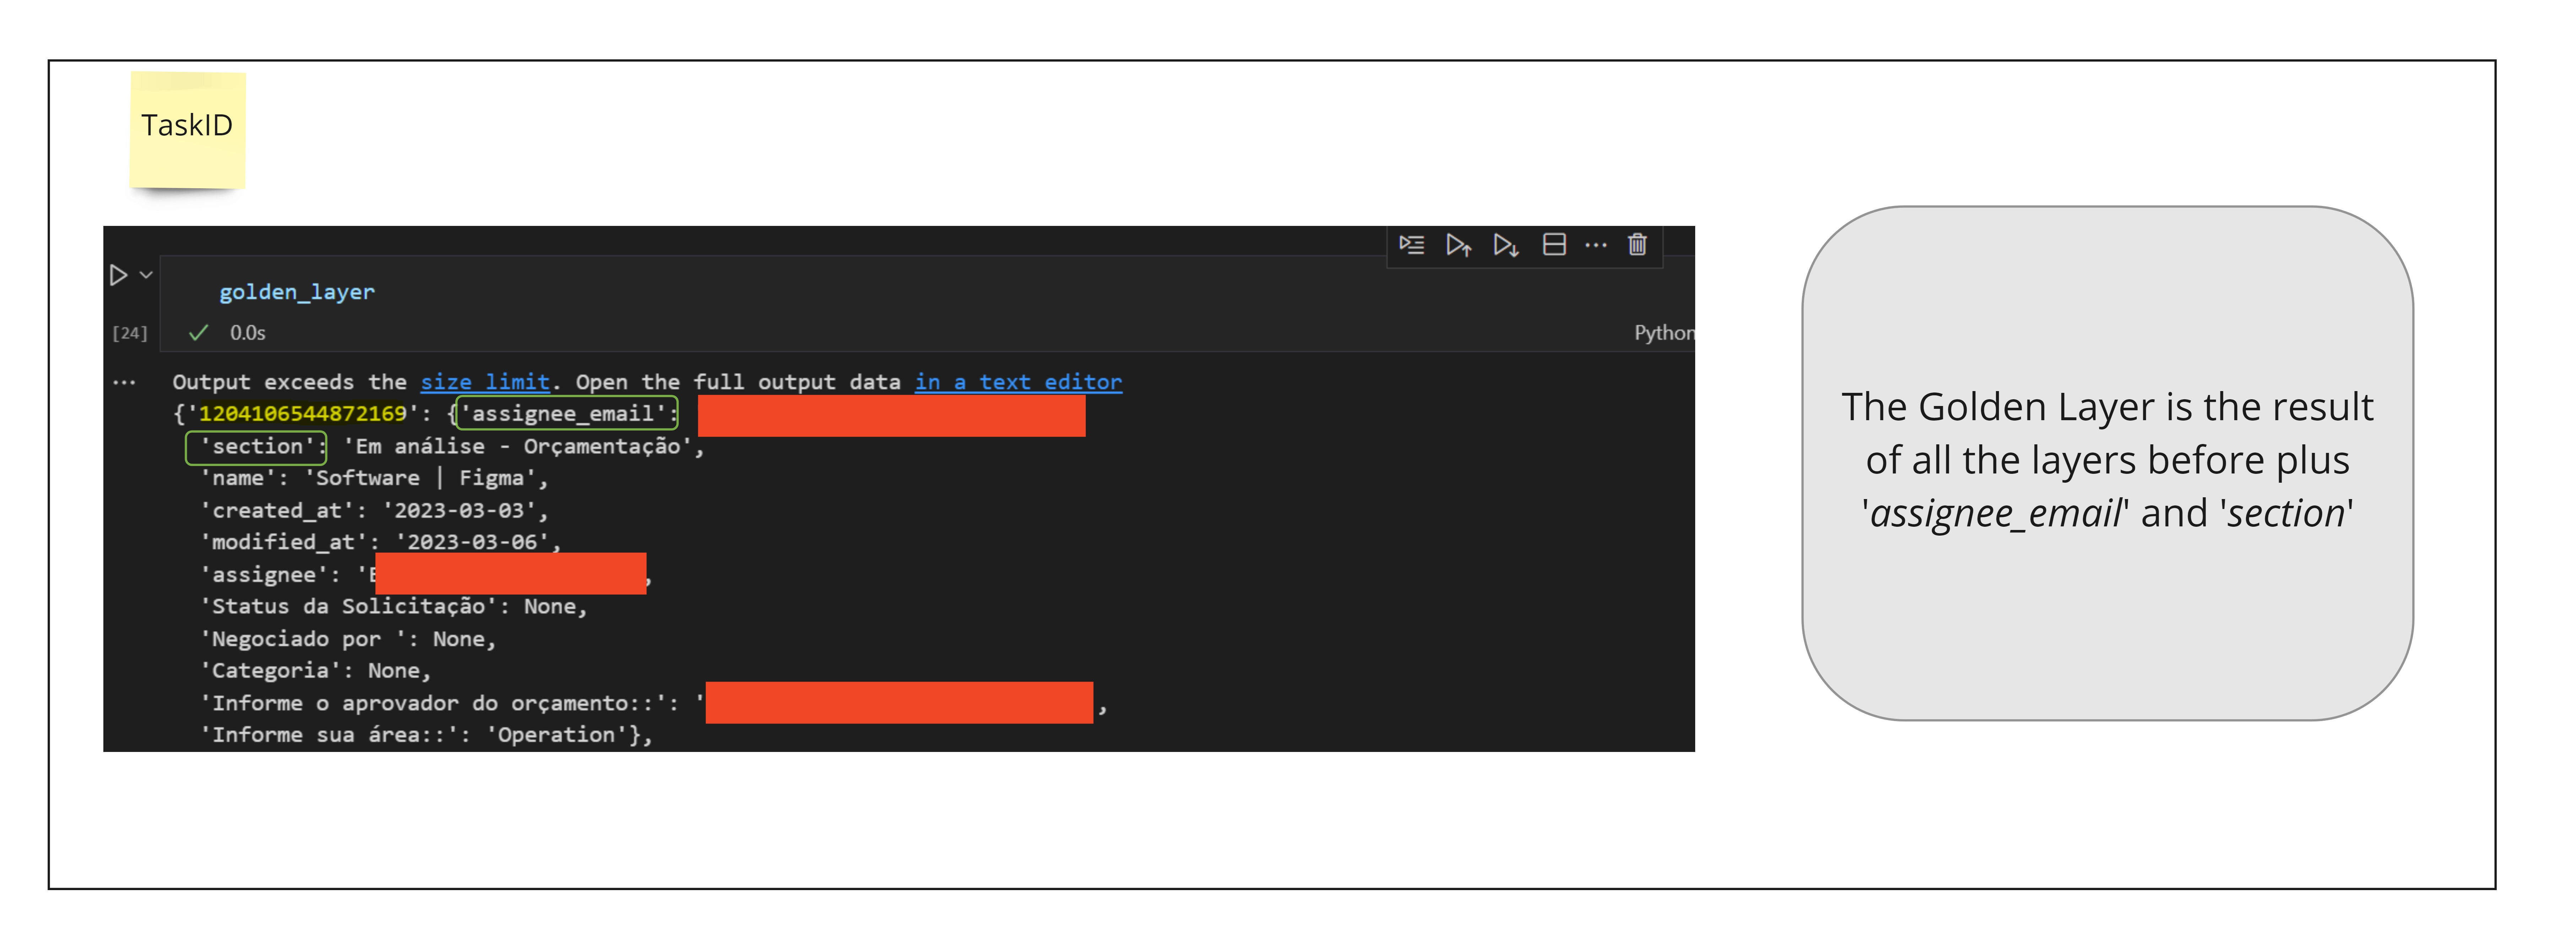 TaskID
golden_layer
[24] 0.0s Python
Output exceeds the size limit. Open the full output data in a text editor
{'1204106544872169': {'assignee_email':
'section': 'Em análise - Orçamentação',
'name': 'Software | Figma',
'created_at': '2023-03-03',
'modified_at': '2023-03-06',
'assignee': 'E ,
'Status da Solicitação': None,
'Negociado por ': None,
'Categoria': None,
'Informe o aprovador do orçamento::': ' ,
'Informe sua área::': 'Operation'},
The Golden Layer is the result
of all the layers before plus
'assignee_email' and 'section'